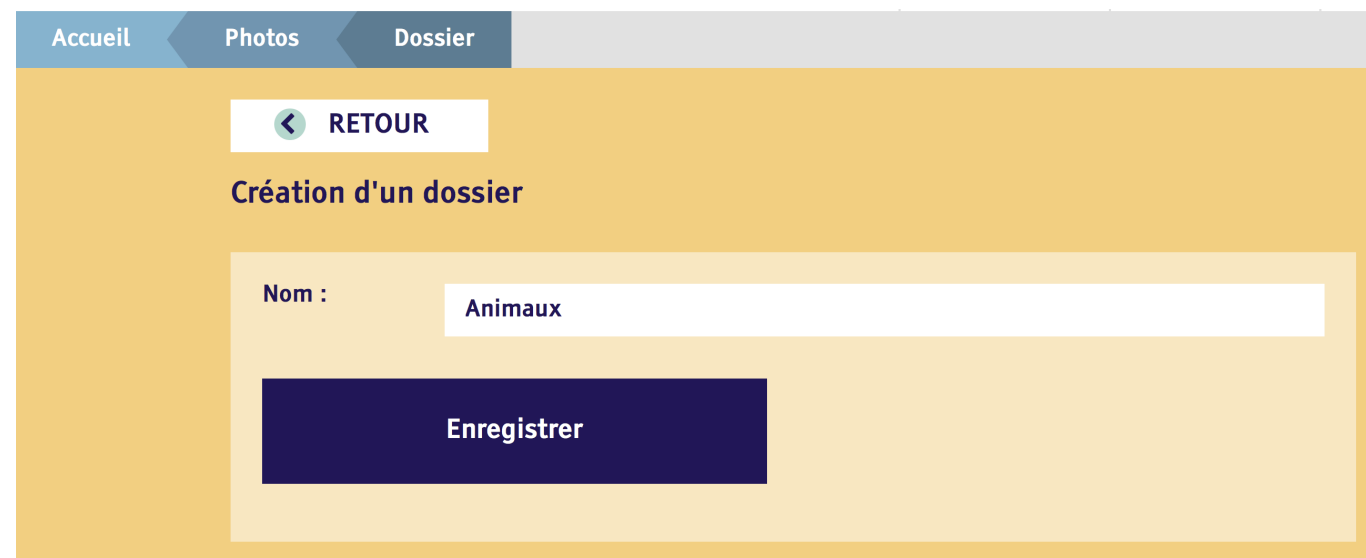 Accueil Photos Dossier
RETOUR
Création d'un dossier
Nom :
Animaux
Enregistrer